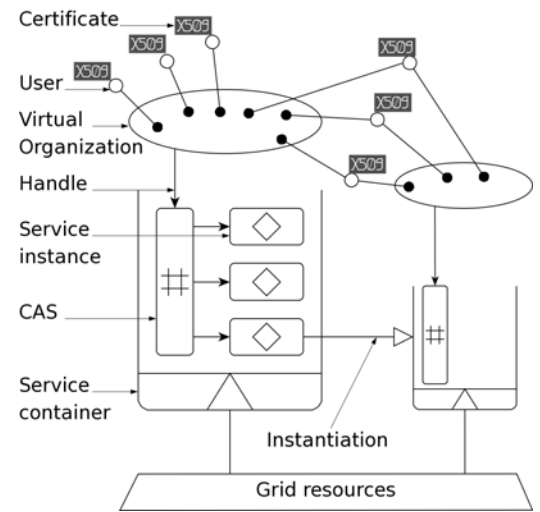 Certificate
X509
X509
X509
X509
User
X509
Virtual
Organization
X509
Handle
Service
instance
CAS
Service
container
Instantiation
Grid resources